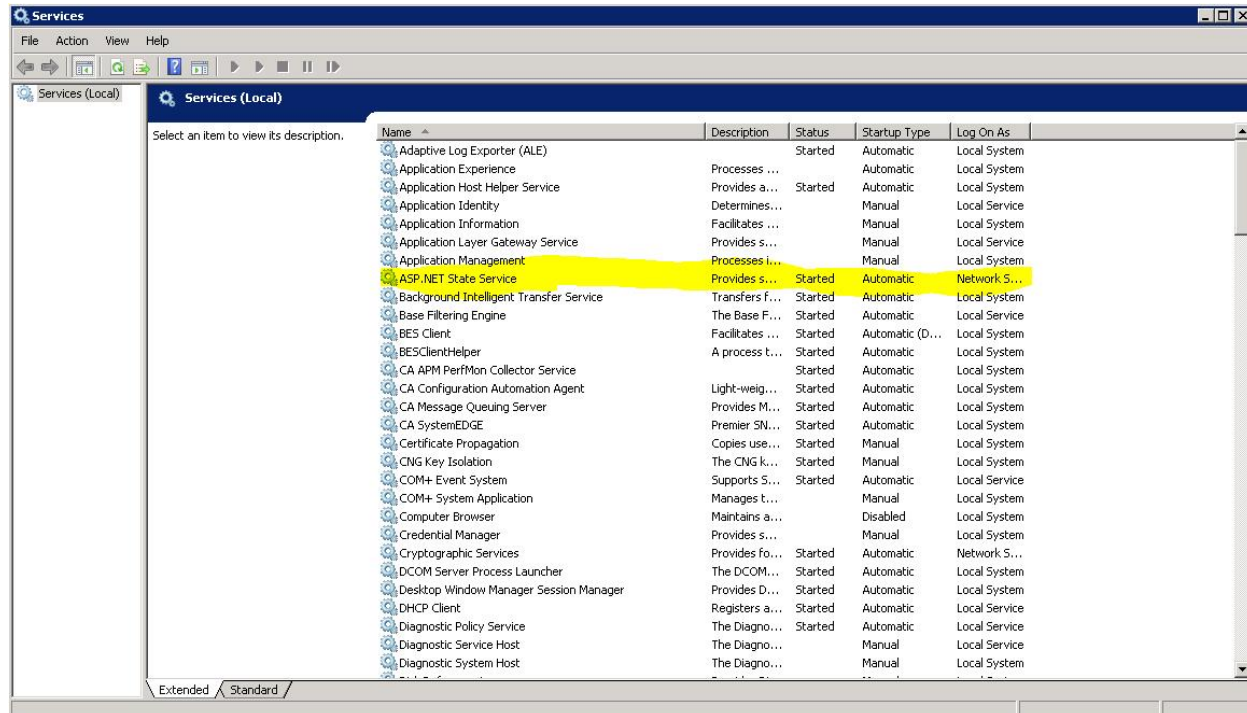 Services
File Action View Help
Services (Local)
Services (Local)
Select an item to view its description.
Name Description Status Startup Type Log On As
Adaptive Log Exporter (ALE) Started Automatic Local System
Application Experience Processes ... Automatic Local System
Application Host Helper Service Provides a... Started Automatic Local System
Application Identity Determines... Manual Local Service
Application Information Facilitates ... Manual Local System
Application Layer Gateway Service Provides s... Manual Local Service
Application Management Processes i... Manual Local System
ASP.NET State Service Provides s... Started Automatic Network S...
Background Intelligent Transfer Service Transfers f... Started Automatic Local System
Base Filtering Engine The Base F... Started Automatic Local Service
BES Client Facilitates ... Started Automatic (D... Local System
BESClientHelper A process t... Started Automatic Local System
CA APM PerfMon Collector Service Started Automatic Local System
CA Configuration Automation Agent Light-weig... Started Automatic Local System
CA Message Queuing Server Provides M... Started Automatic Local System
CA SystemEDGE Premier SN... Started Automatic Local System
Certificate Propagation Copies use... Started Manual Local System
CNG Key Isolation The CNG k... Started Manual Local System
COM+ Event System Supports S... Started Automatic Local Service
COM+ System Application Manages t... Manual Local System
Computer Browser Maintains a... Disabled Local System
Credential Manager Provides s... Manual Local System
Cryptographic Services Provides fo... Started Automatic Network S...
DCOM Server Process Launcher The DCOM... Started Automatic Local System
Desktop Window Manager Session Manager Provides D... Started Automatic Local System
DHCP Client Registers a... Started Automatic Local Service
Diagnostic Policy Service The Diagno... Started Automatic Local Service
Diagnostic Service Host The Diagno... Manual Local Service
Diagnostic System Host The Diagno... Manual Local System
Extended Standard